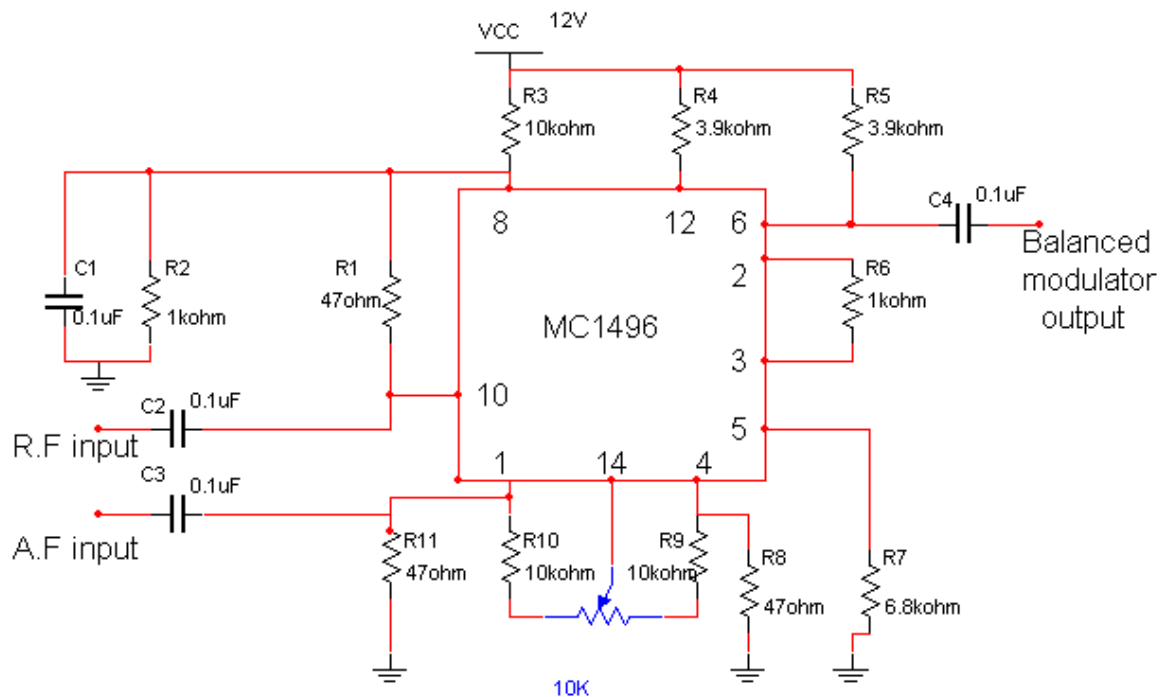 VCC 12V
R3
10kohm
R4
3.9kohm
R5
3.9kohm
C1
0.1uF
R2
1kohm
R1
47ohm
8
12
6
C4
0.1uF
Balanced
modulator
output
2
R6
1kohm
MC1496
3
10
5
C2
0.1uF
R.F input
1
14
4
C3
0.1uF
A.F input
R11
47ohm
R10
10kohm
R9
10kohm
R8
47ohm
R7
6.8kohm
10K